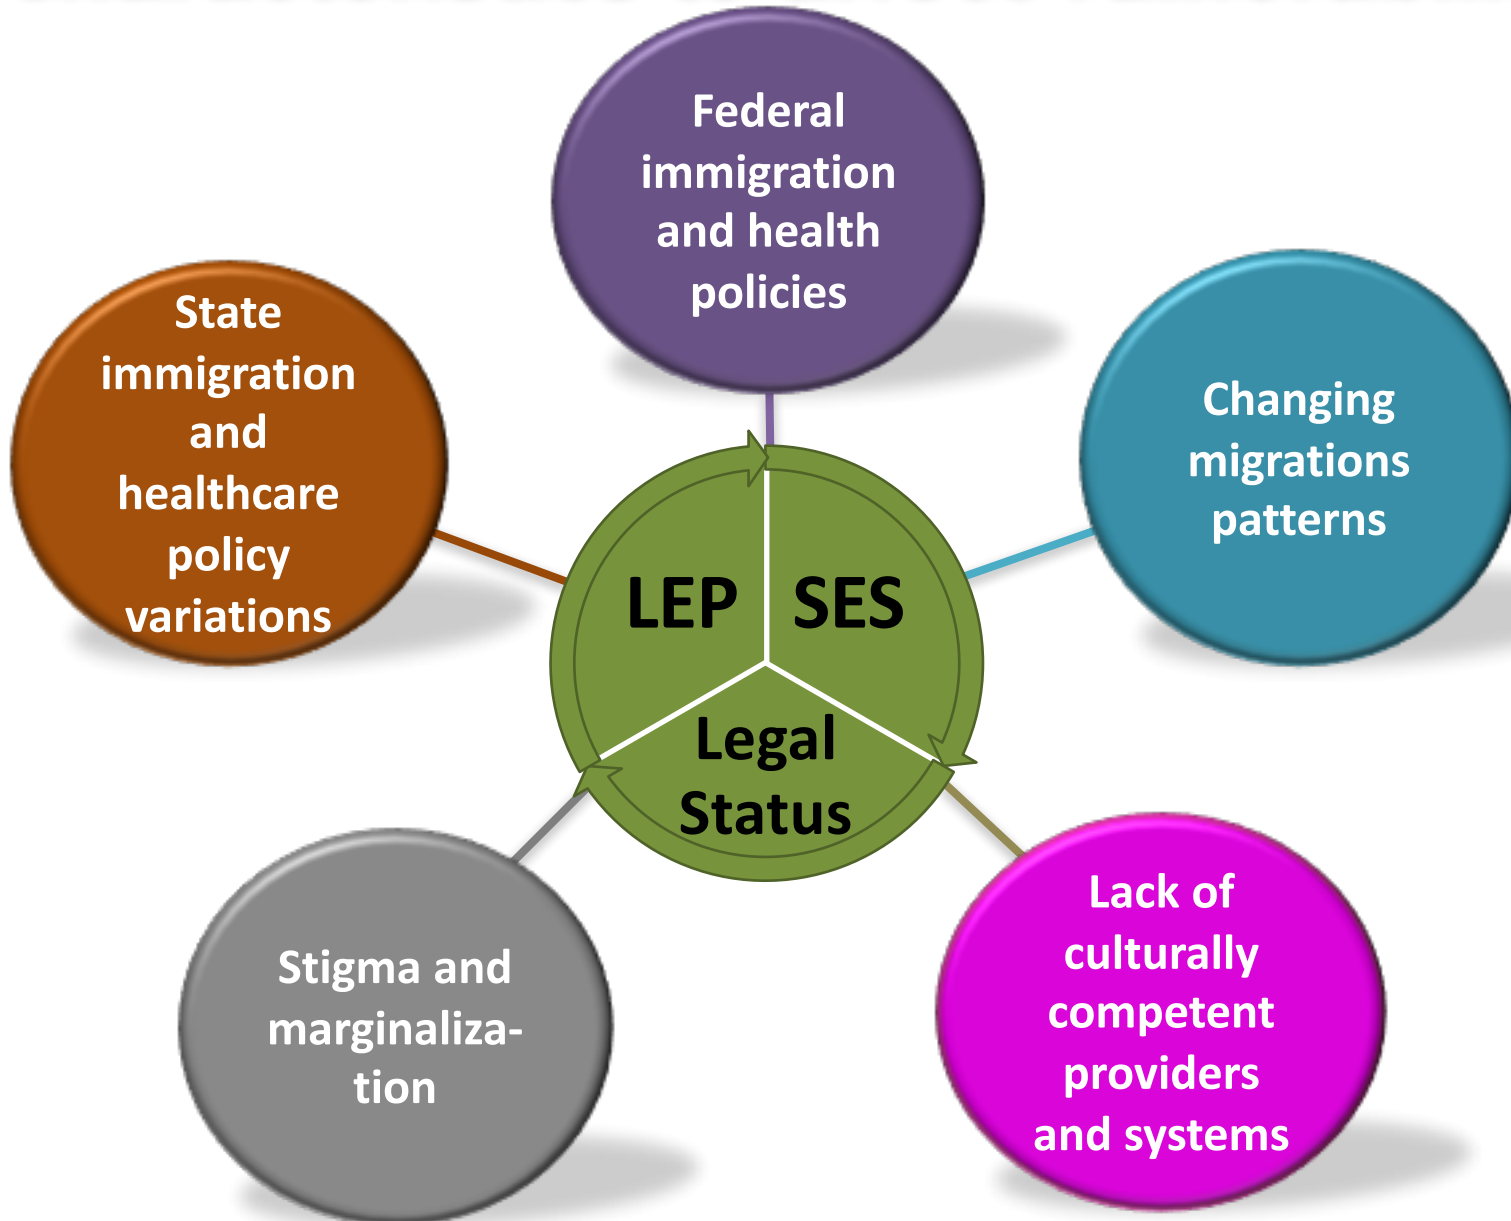 Federal
immigration
and health
policies
State
immigration
and
healthcare
policy
variations
Changing
migrations
patterns
LEP
SES
Legal
Status
Stigma and
marginaliza-
tion
Lack of
culturally
competent
providers
and systems